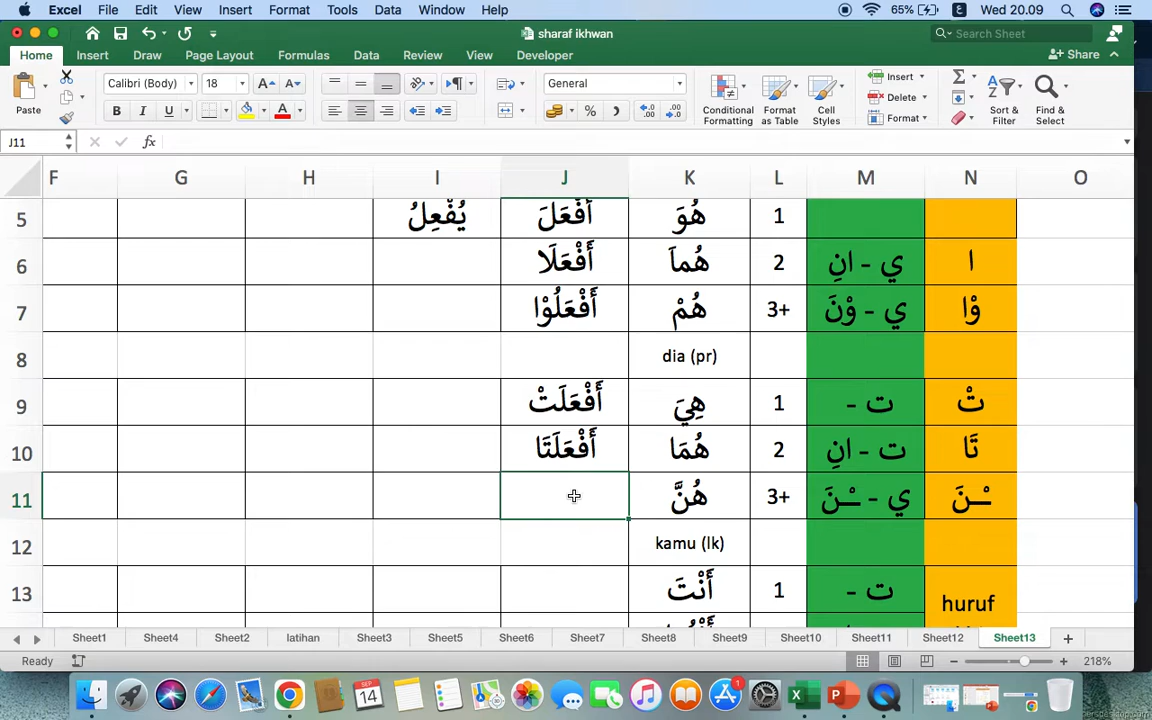 Excel File Edit View Insert Format Tools Data Window Help 65% ع Wed 20.09
sharaf ikhwan
Search Sheet
Home Insert Draw Page Layout Formulas Data Review View Developer Share
Paste Calibri (Body) 18 A A General Conditional Formatting Format as Table Cell Styles Insert Delete Format Sort & Filter Find & Select
B I U A %
J11 fx
F G H I J K L M N O
5 يُفْعِلُ أَفْعَلَ هُوَ 1
6 أَفْعَلَا هُمَا 2 ي - انِ ا
7 أَفْعَلُوْا هُمْ 3+ ي - وْنَ وْا
8 dia (pr)
9 أَفْعَلَتْ هِيَ 1 ت - تْ
10 أَفْعَلَتَا هُمَا 2 ت - انِ تَا
11 هُنَّ 3+ ي - ـْـنَ ـْـنَ
12 kamu (lk)
13 أَنْتَ 1 ت - huruf
Sheet1 Sheet4 Sheet2 latihan Sheet3 Sheet5 Sheet6 Sheet7 Sheet8 Sheet9 Sheet10 Sheet11 Sheet12 Sheet13
Ready 218%
SEP
14
1